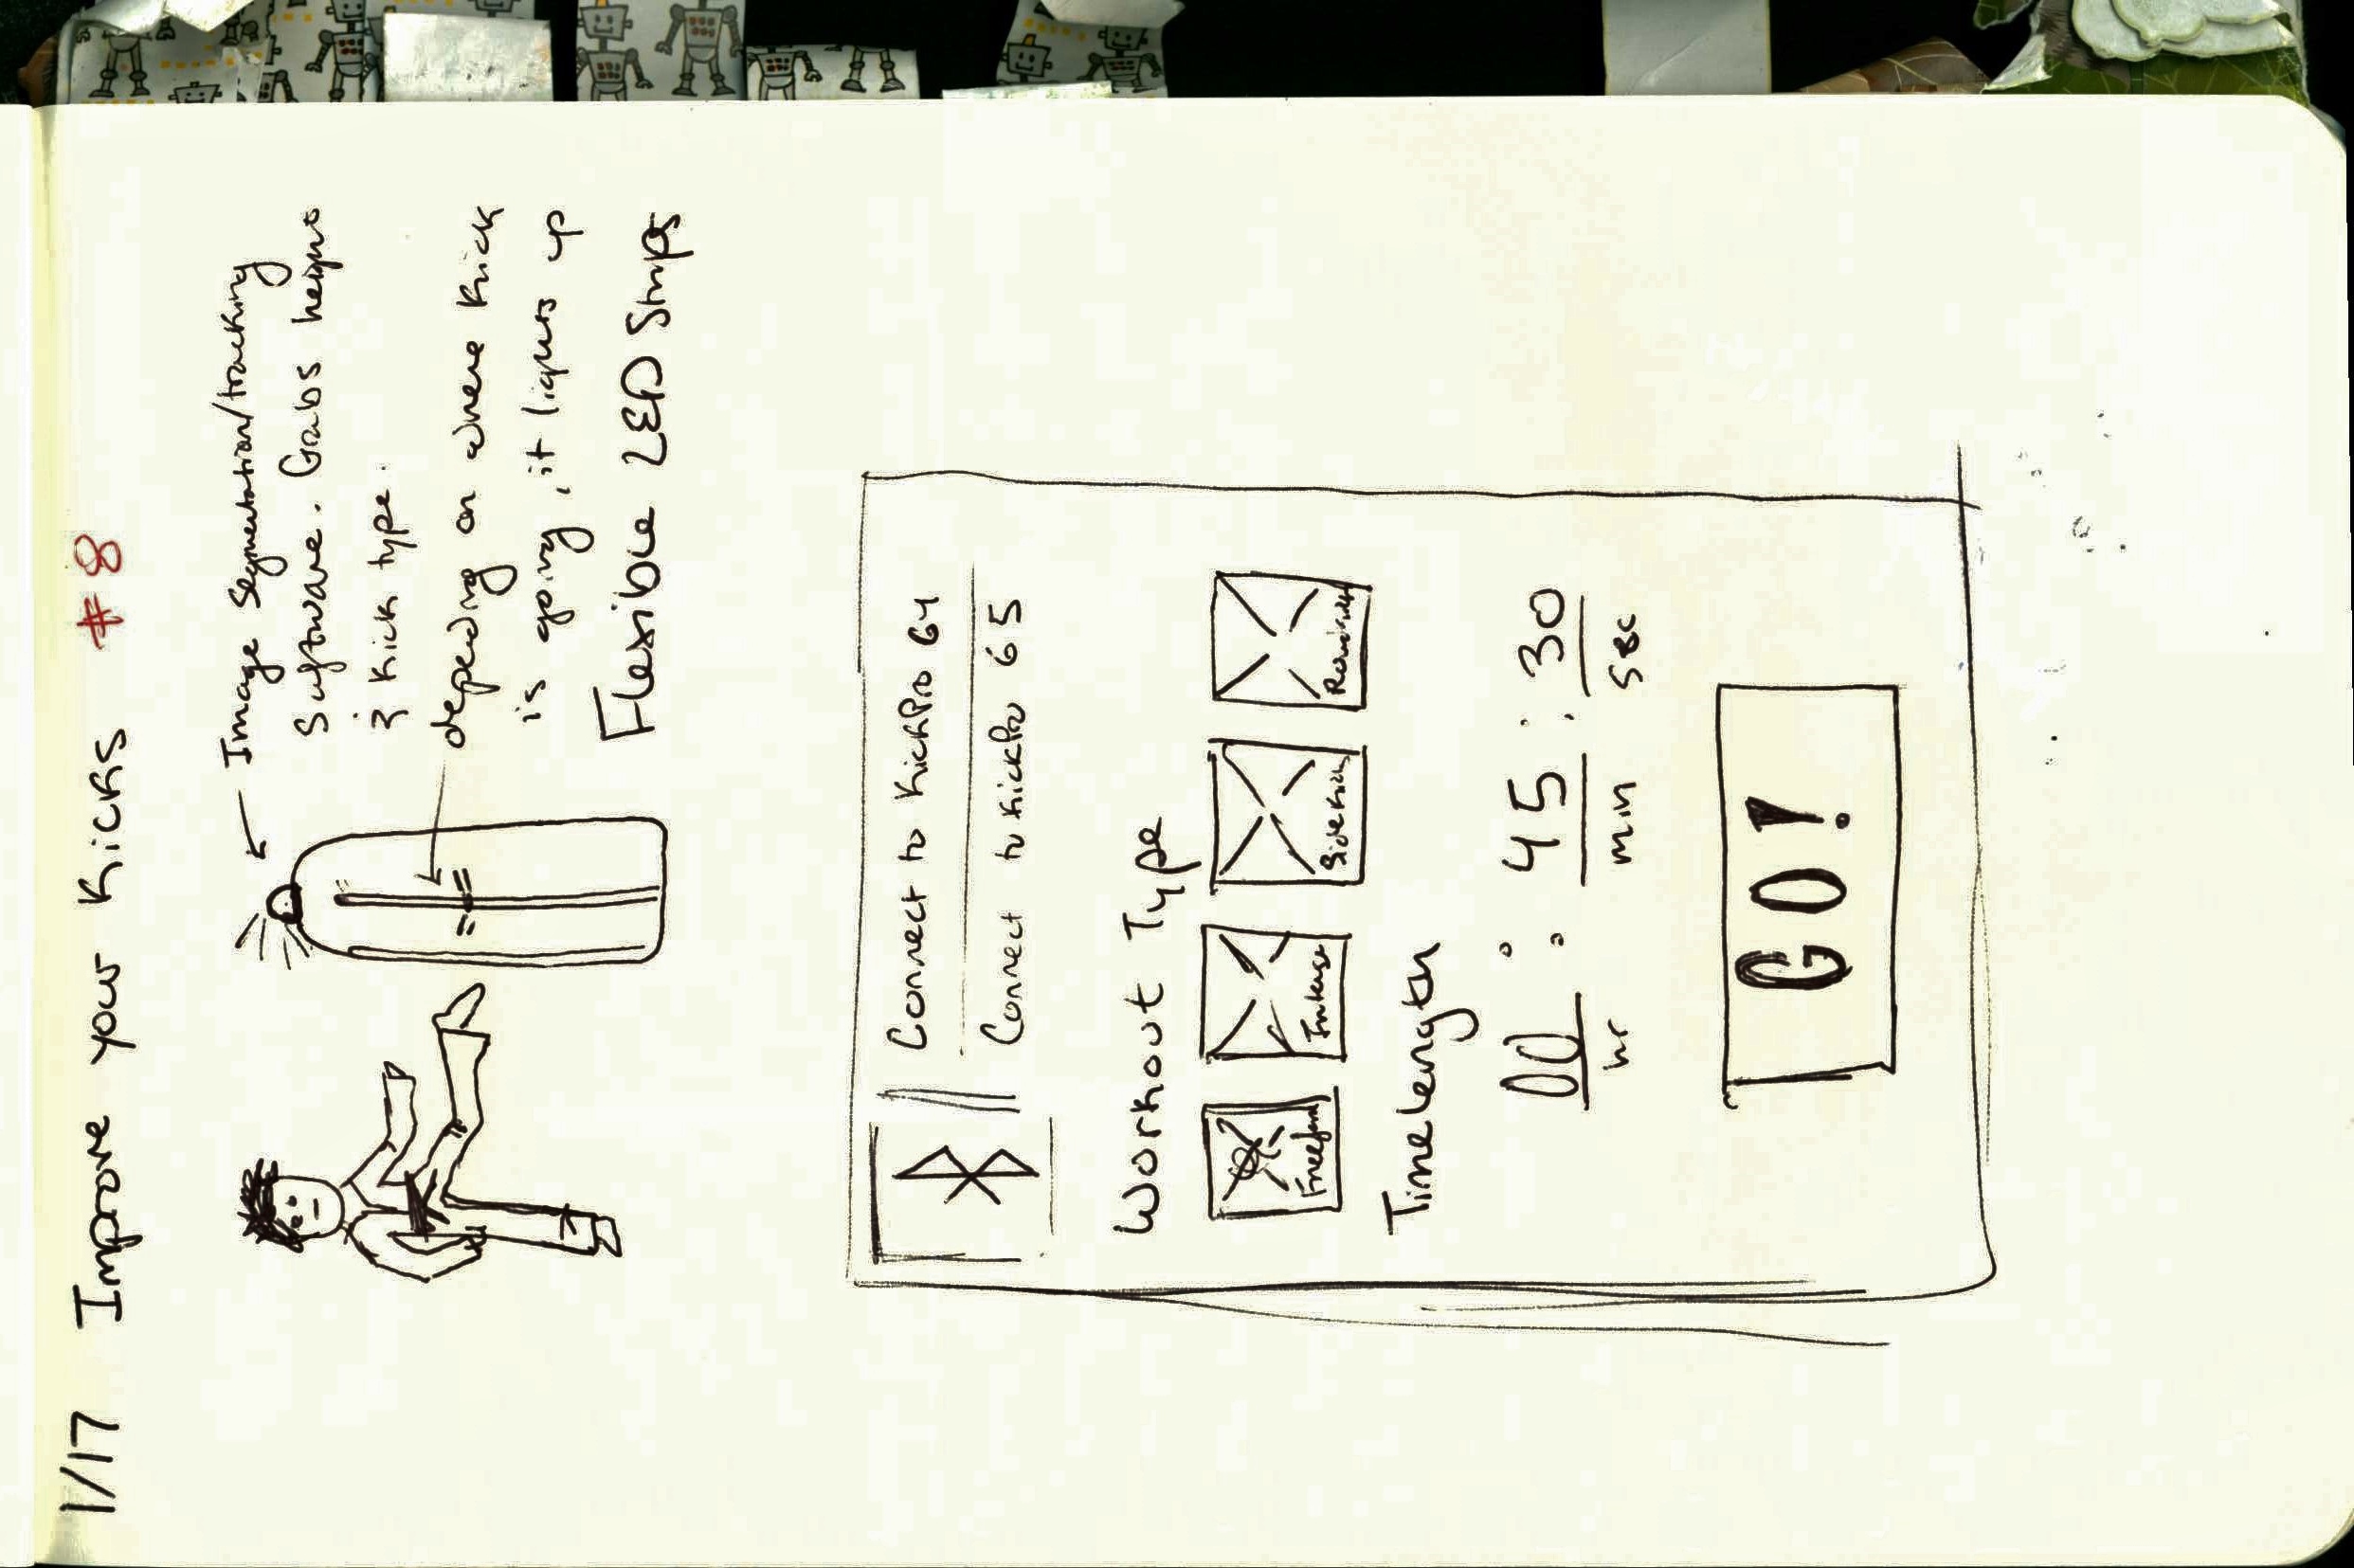 1/17 Improve your Kicks #8
Image Segmentation/tracking
Software. Grabs height
& kick type.
depending on where kick
is going, it lights up
Flexible LED Strips
Connect to KickPro 64
Connect to KickPro 65
Workout Type
Freeform Intense Side Kicks
Timelength
00 : 45 : 30
hr min sec
GO!